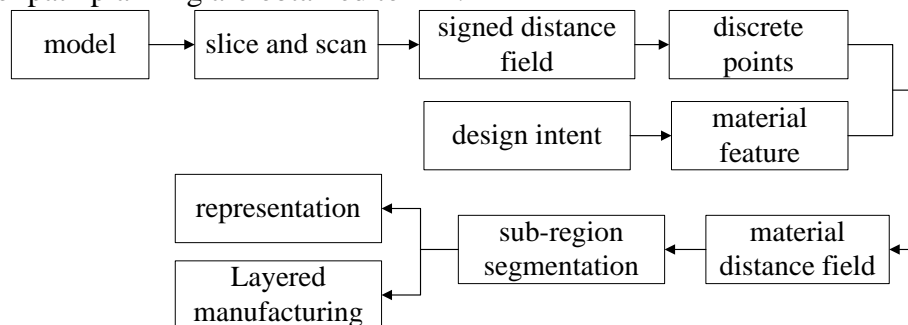 model
slice and scan
signed distance
field
discrete
points
design intent
material
feature
representation
sub-region
segmentation
material
distance field
Layered
manufacturing